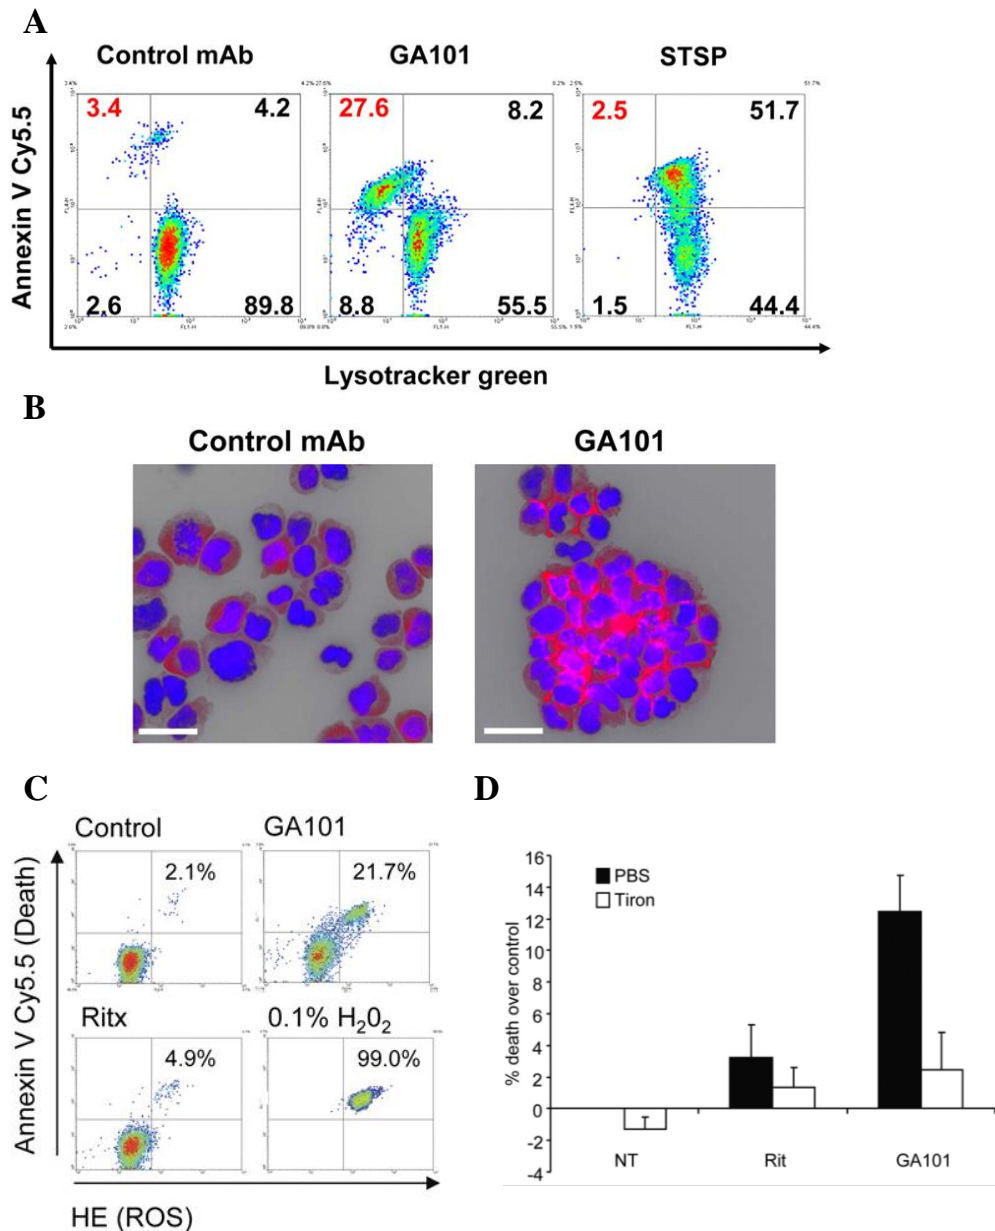 A
Control mAb
GA101
STSP
Annexin V Cy5.5
3.4
4.2
27.6
8.2
2.5
51.7
2.6
89.8
8.8
55.5
1.5
44.4
FL1-H
FL1-H
FL1-H
Lysotracker green
B
Control mAb
GA101
C
Control
GA101
Annexin V Cy5.5 (Death)
2.1%
21.7%
Ritx
0.1% H₂0₂
4.9%
99.0%
HE (ROS)
D
% death over control
16
14
12
10
8
6
4
2
0
-2
-4
PBS
Tiron
NT
Rit
GA101